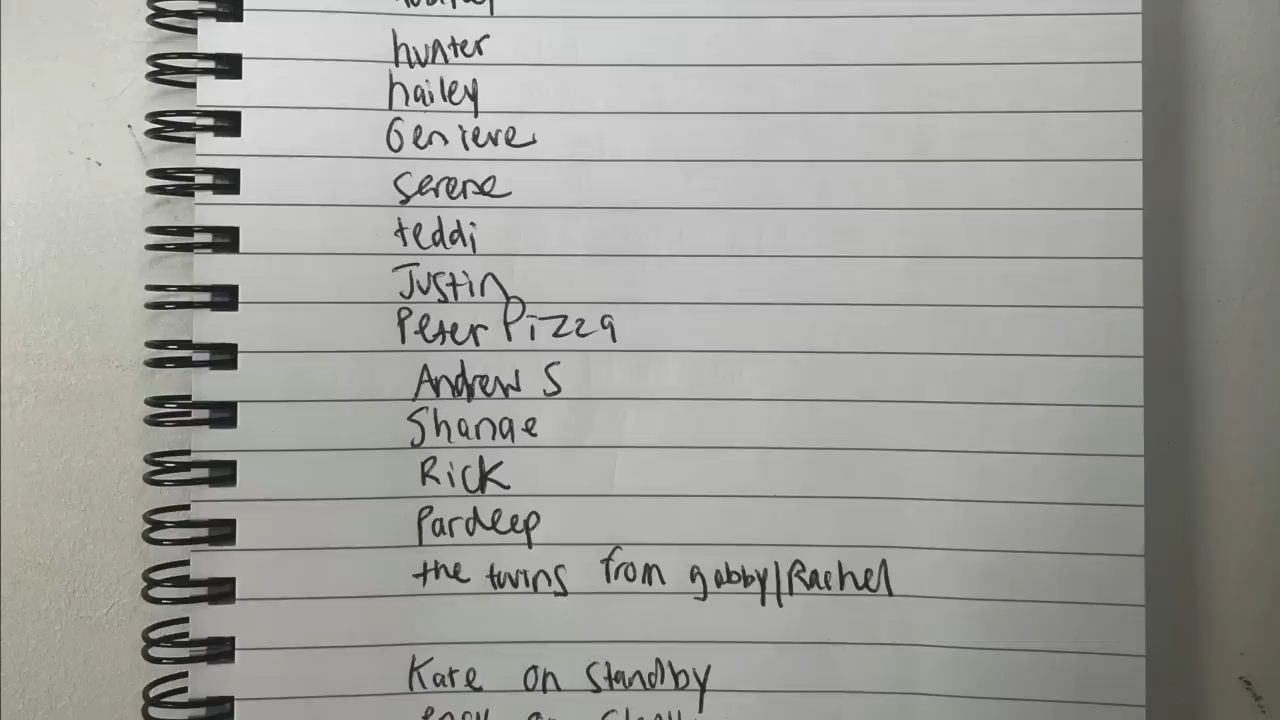 hunter
hailey
Genieve
serene
teddi
Justin
Peter Pizza
Andrew S
Shanae
Rick
Pardeep
the twins from gabby/Rachel
Kate on standby
on